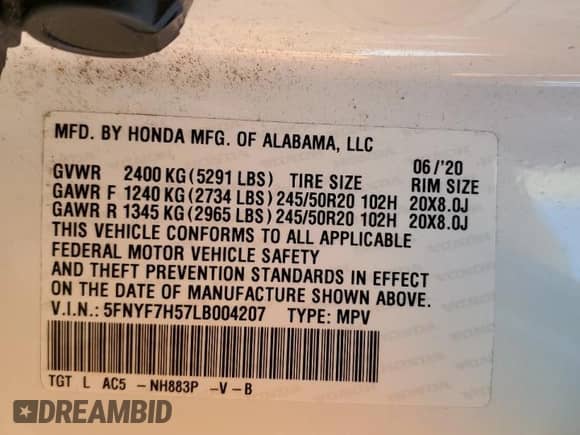 MFD. BY HONDA MFG. OF ALABAMA, LLC
06/'20
GVWR 2400 KG (5291 LBS) TIRE SIZE RIM SIZE
GAWR F 1240 KG (2734 LBS) 245/50R20 102H 20X8.0J
GAWR R 1345 KG (2965 LBS) 245/50R20 102H 20X8.0J
THIS VEHICLE CONFORMS TO ALL APPLICABLE
FEDERAL MOTOR VEHICLE SAFETY
AND THEFT PREVENTION STANDARDS IN EFFECT
ON THE DATE OF MANUFACTURE SHOWN ABOVE.
V.I.N.: 5FNYF7H57LB004207 TYPE: MPV
TGT L AC5 -NH883P -V-B
DREAMBID